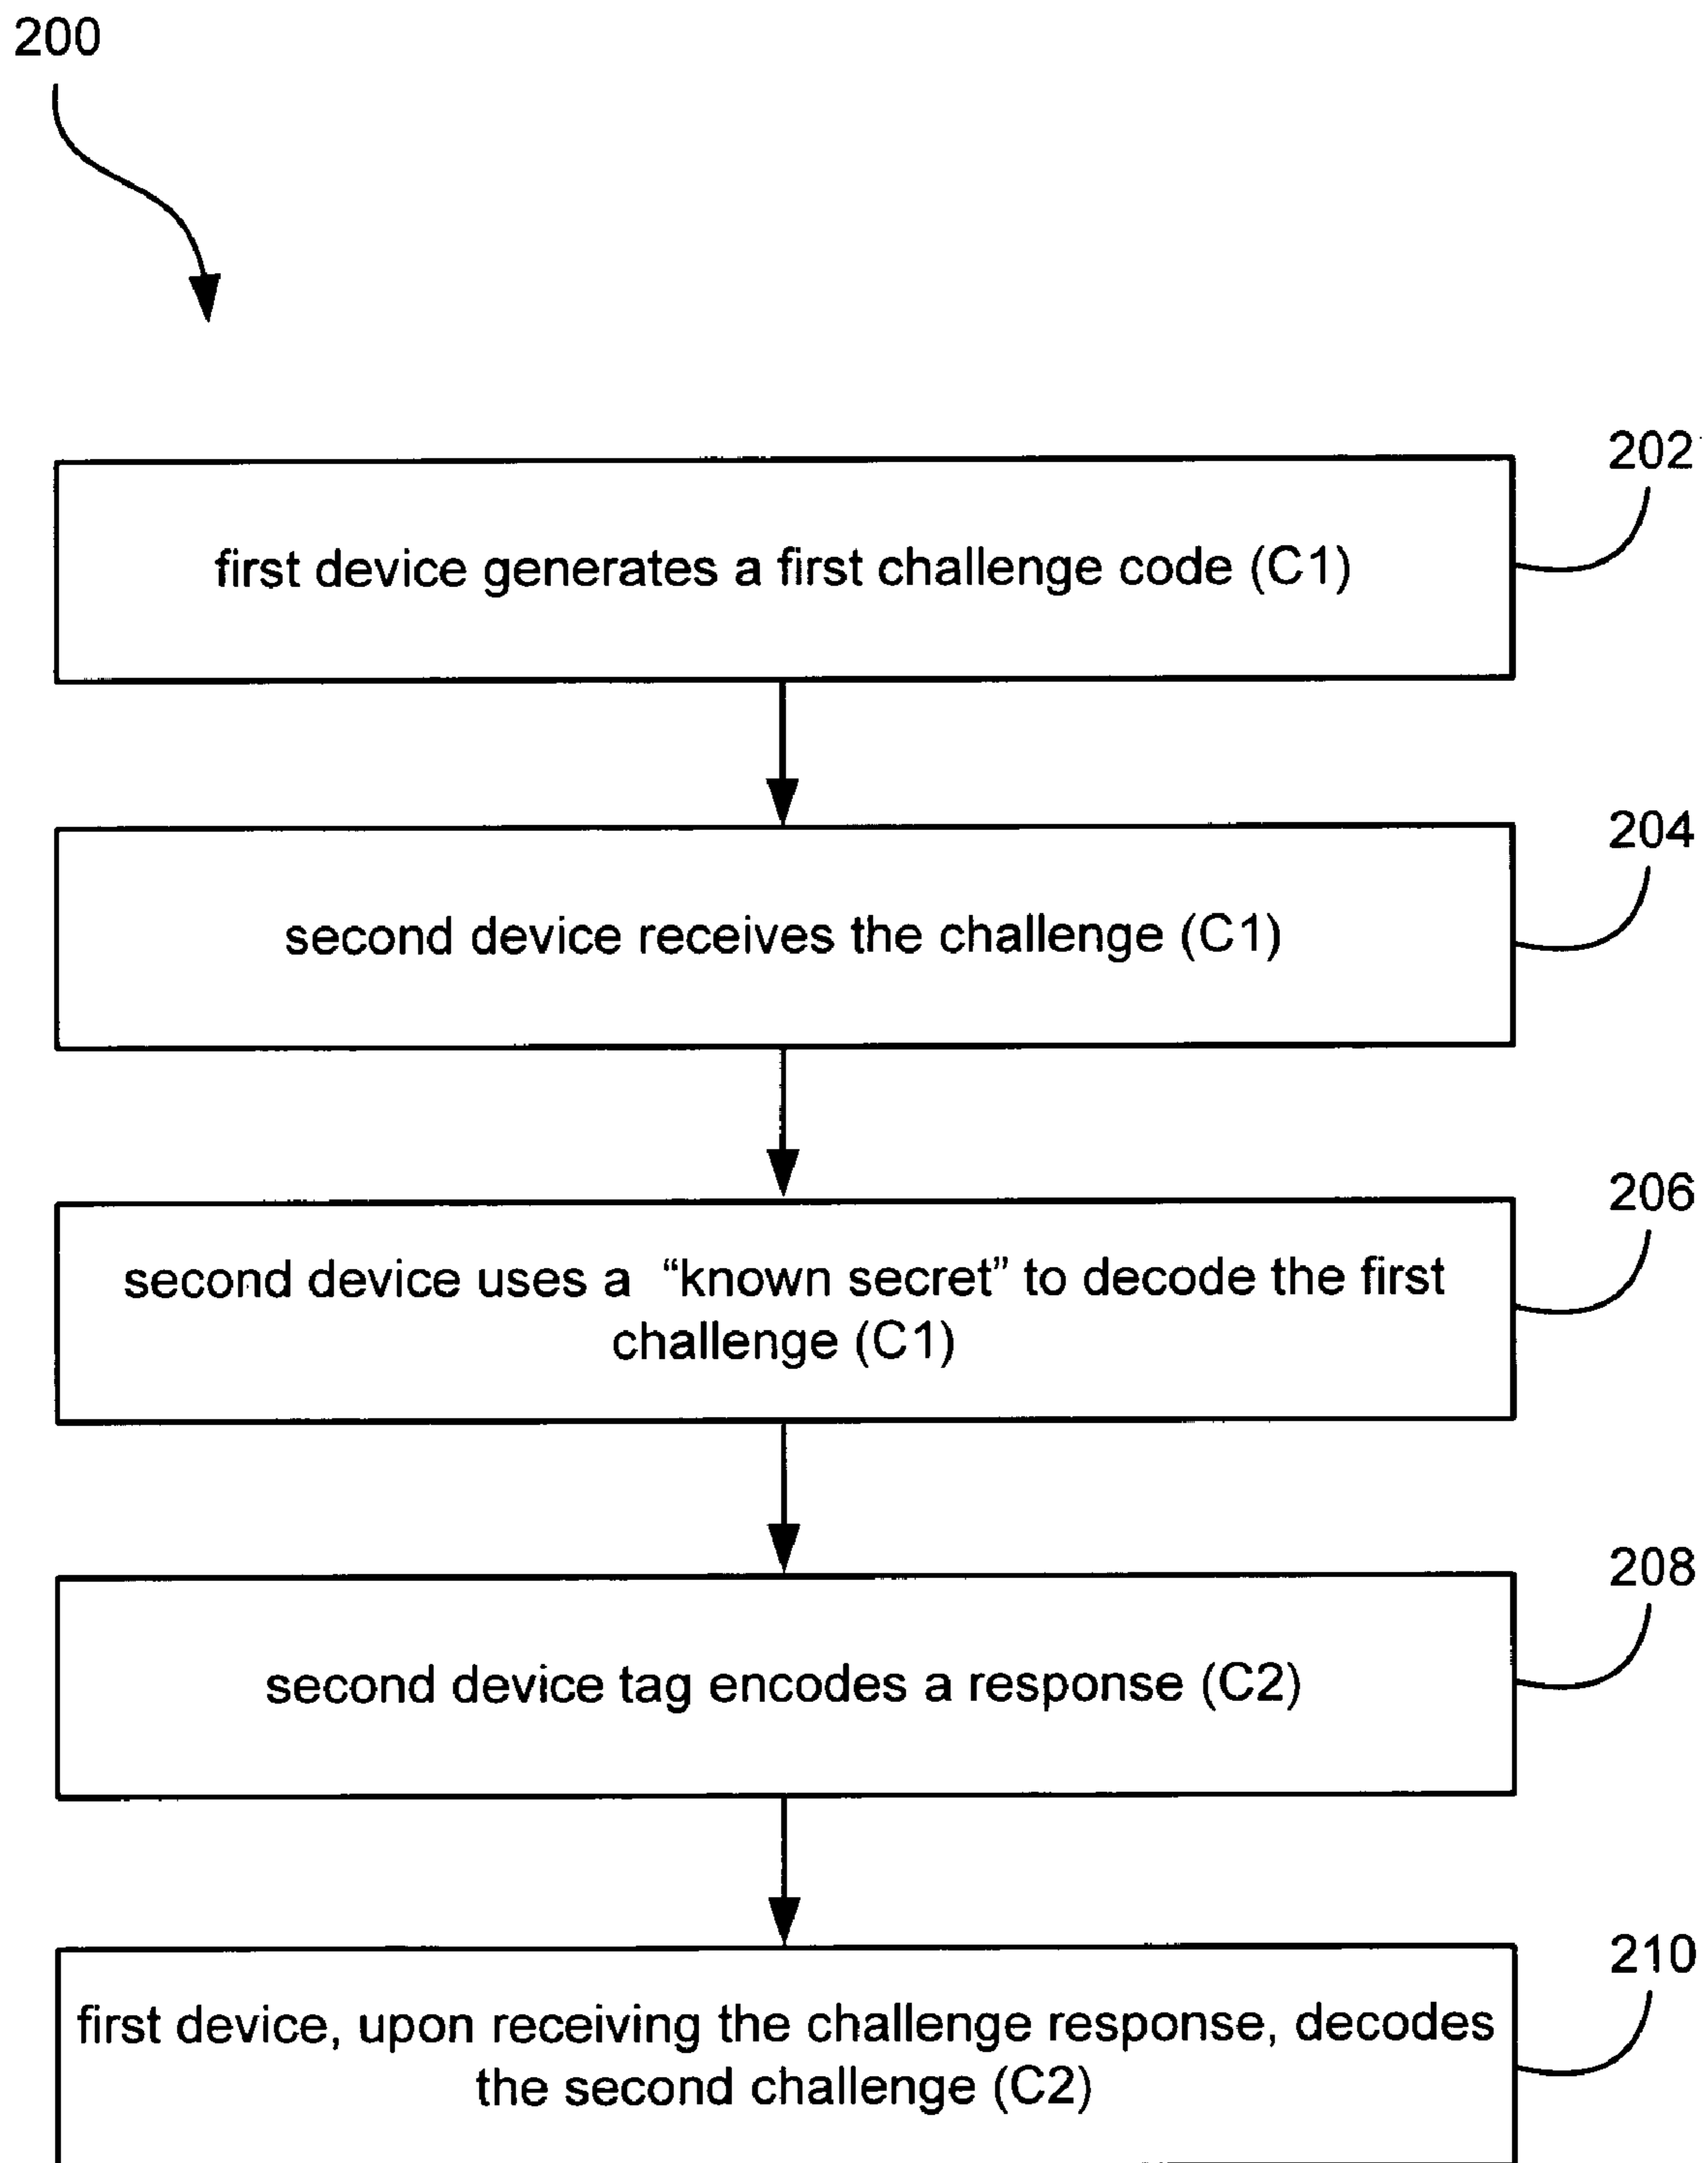 200
202
first device generates a first challenge code (C1)
204
second device receives the challenge (C1)
206
second device uses a “known secret” to decode the first
challenge (C1)
208
second device tag encodes a response (C2)
210
first device, upon receiving the challenge response, decodes
the second challenge (C2)